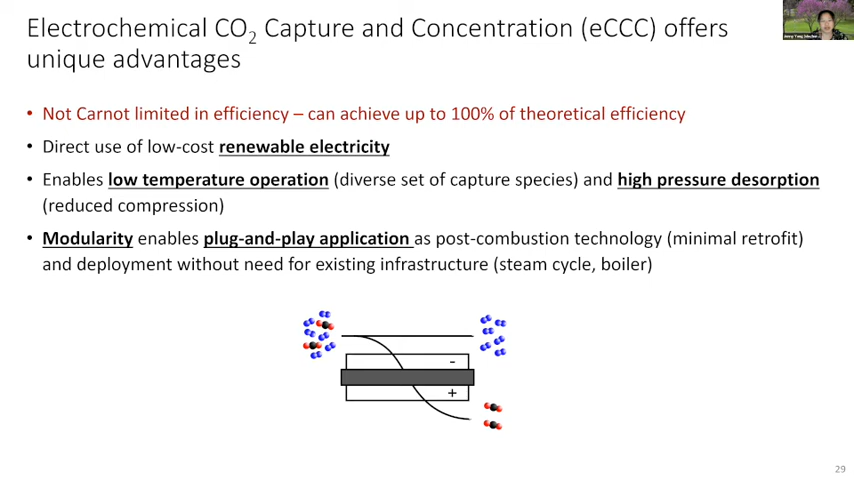 Electrochemical CO₂ Capture and Concentration (eCCC) offers
unique advantages
• Not Carnot limited in efficiency – can achieve up to 100% of theoretical efficiency
• Direct use of low-cost renewable electricity
• Enables low temperature operation (diverse set of capture species) and high pressure desorption
(reduced compression)
• Modularity enables plug-and-play application as post-combustion technology (minimal retrofit)
and deployment without need for existing infrastructure (steam cycle, boiler)
-
+
29